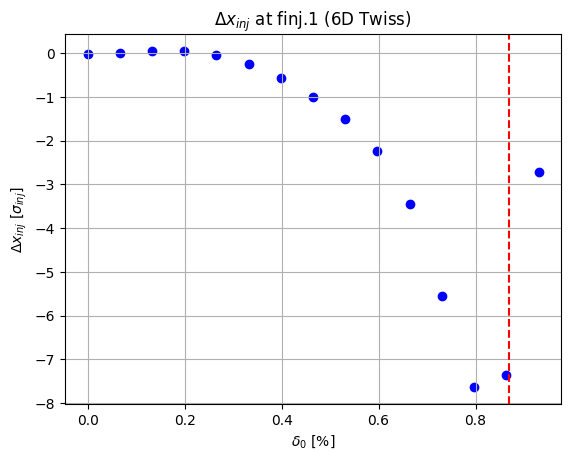 Δx_inj at finj.1 (6D Twiss)
0
−1
−2
−3
−4
−5
−6
−7
−8
Δx_inj [σ_inj]
0.0 0.2 0.4 0.6 0.8
δ₀ [%]